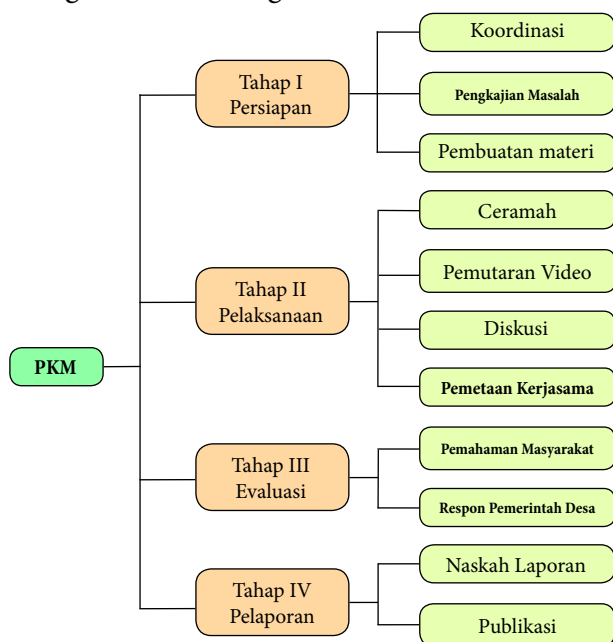 PKM
Tahap I
Persiapan
Koordinasi
Pengkajian Masalah
Pembuatan materi
Tahap II
Pelaksanaan
Ceramah
Pemutaran Video
Diskusi
Pemetaan Kerjasama
Tahap III
Evaluasi
Pemahaman Masyarakat
Respon Pemerintah Desa
Tahap IV
Pelaporan
Naskah Laporan
Publikasi